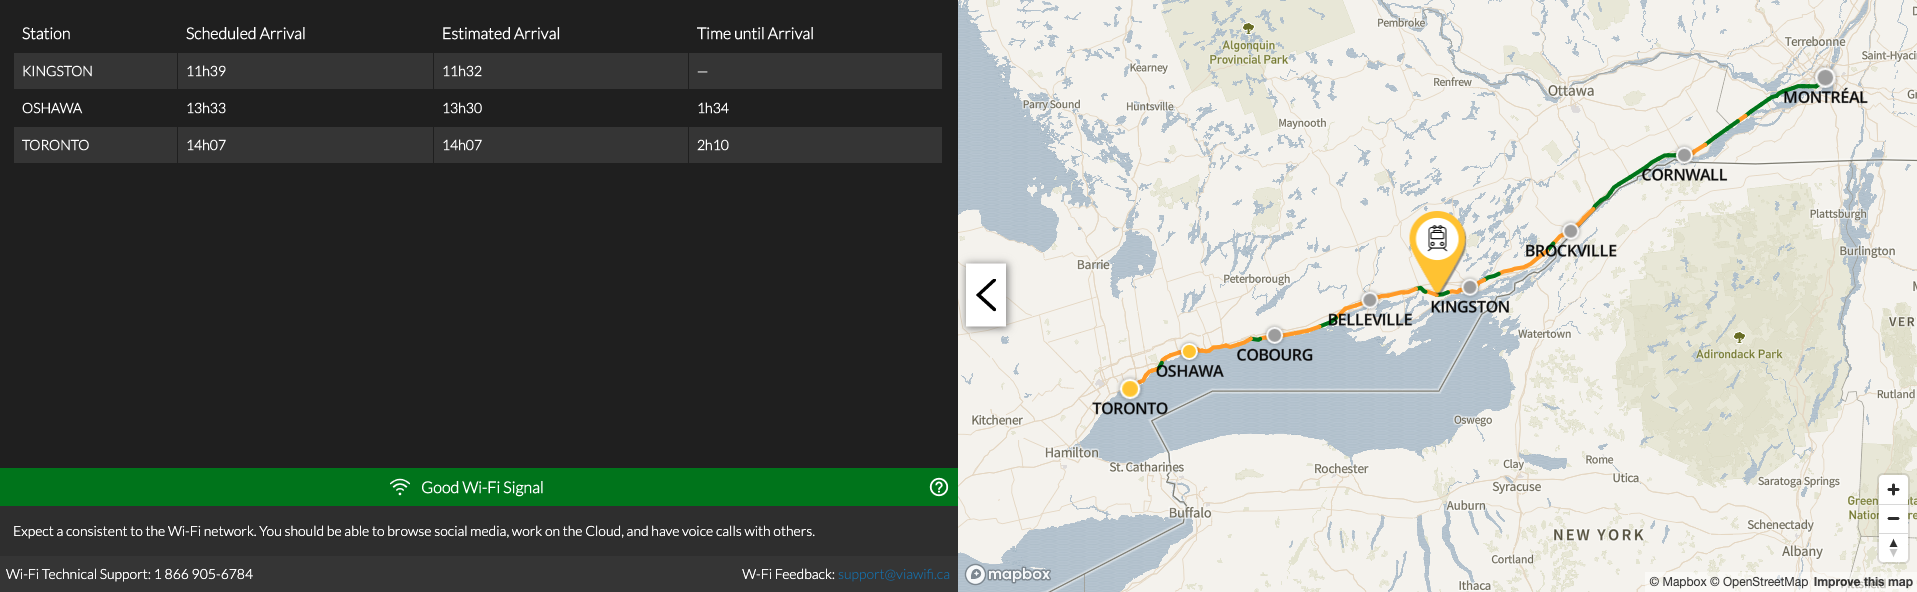 Station Scheduled Arrival Estimated Arrival Time until Arrival
KINGSTON 11h39 11h32 —
OSHAWA 13h33 13h30 1h34
TORONTO 14h07 14h07 2h10
Good Wi-Fi Signal
Expect a consistent to the Wi-Fi network. You should be able to browse social media, work on the Cloud, and have voice calls with others.
Wi-Fi Technical Support: 1 866 905-6784
W-Fi Feedback: support@viawifi.ca
Pembroke
Algonquin
Provincial Park
Terrebonne
Saint-Hyac
Kearney
Renfrew
Ottawa
MONTRÉAL
Parry Sound
Huntsville
Maynooth
CORNWALL
Plattsburgh
Burlington
BROCKVILLE
Barrie
Peterborough
KINGSTON
BELLEVILLE
Watertown
VER
COBOURG
Adirondack Park
OSHAWA
TORONTO
Rutland
Kitchener
Oswego
Hamilton
St. Catharines
Rochester
Clay
Rome
Utica
Syracuse
Saratoga Springs
Auburn
Green
Buffalo
NEW YORK
Schenectady
Albany
Cortland
Ithaca
mapbox
© Mapbox © OpenStreetMap Improve this map